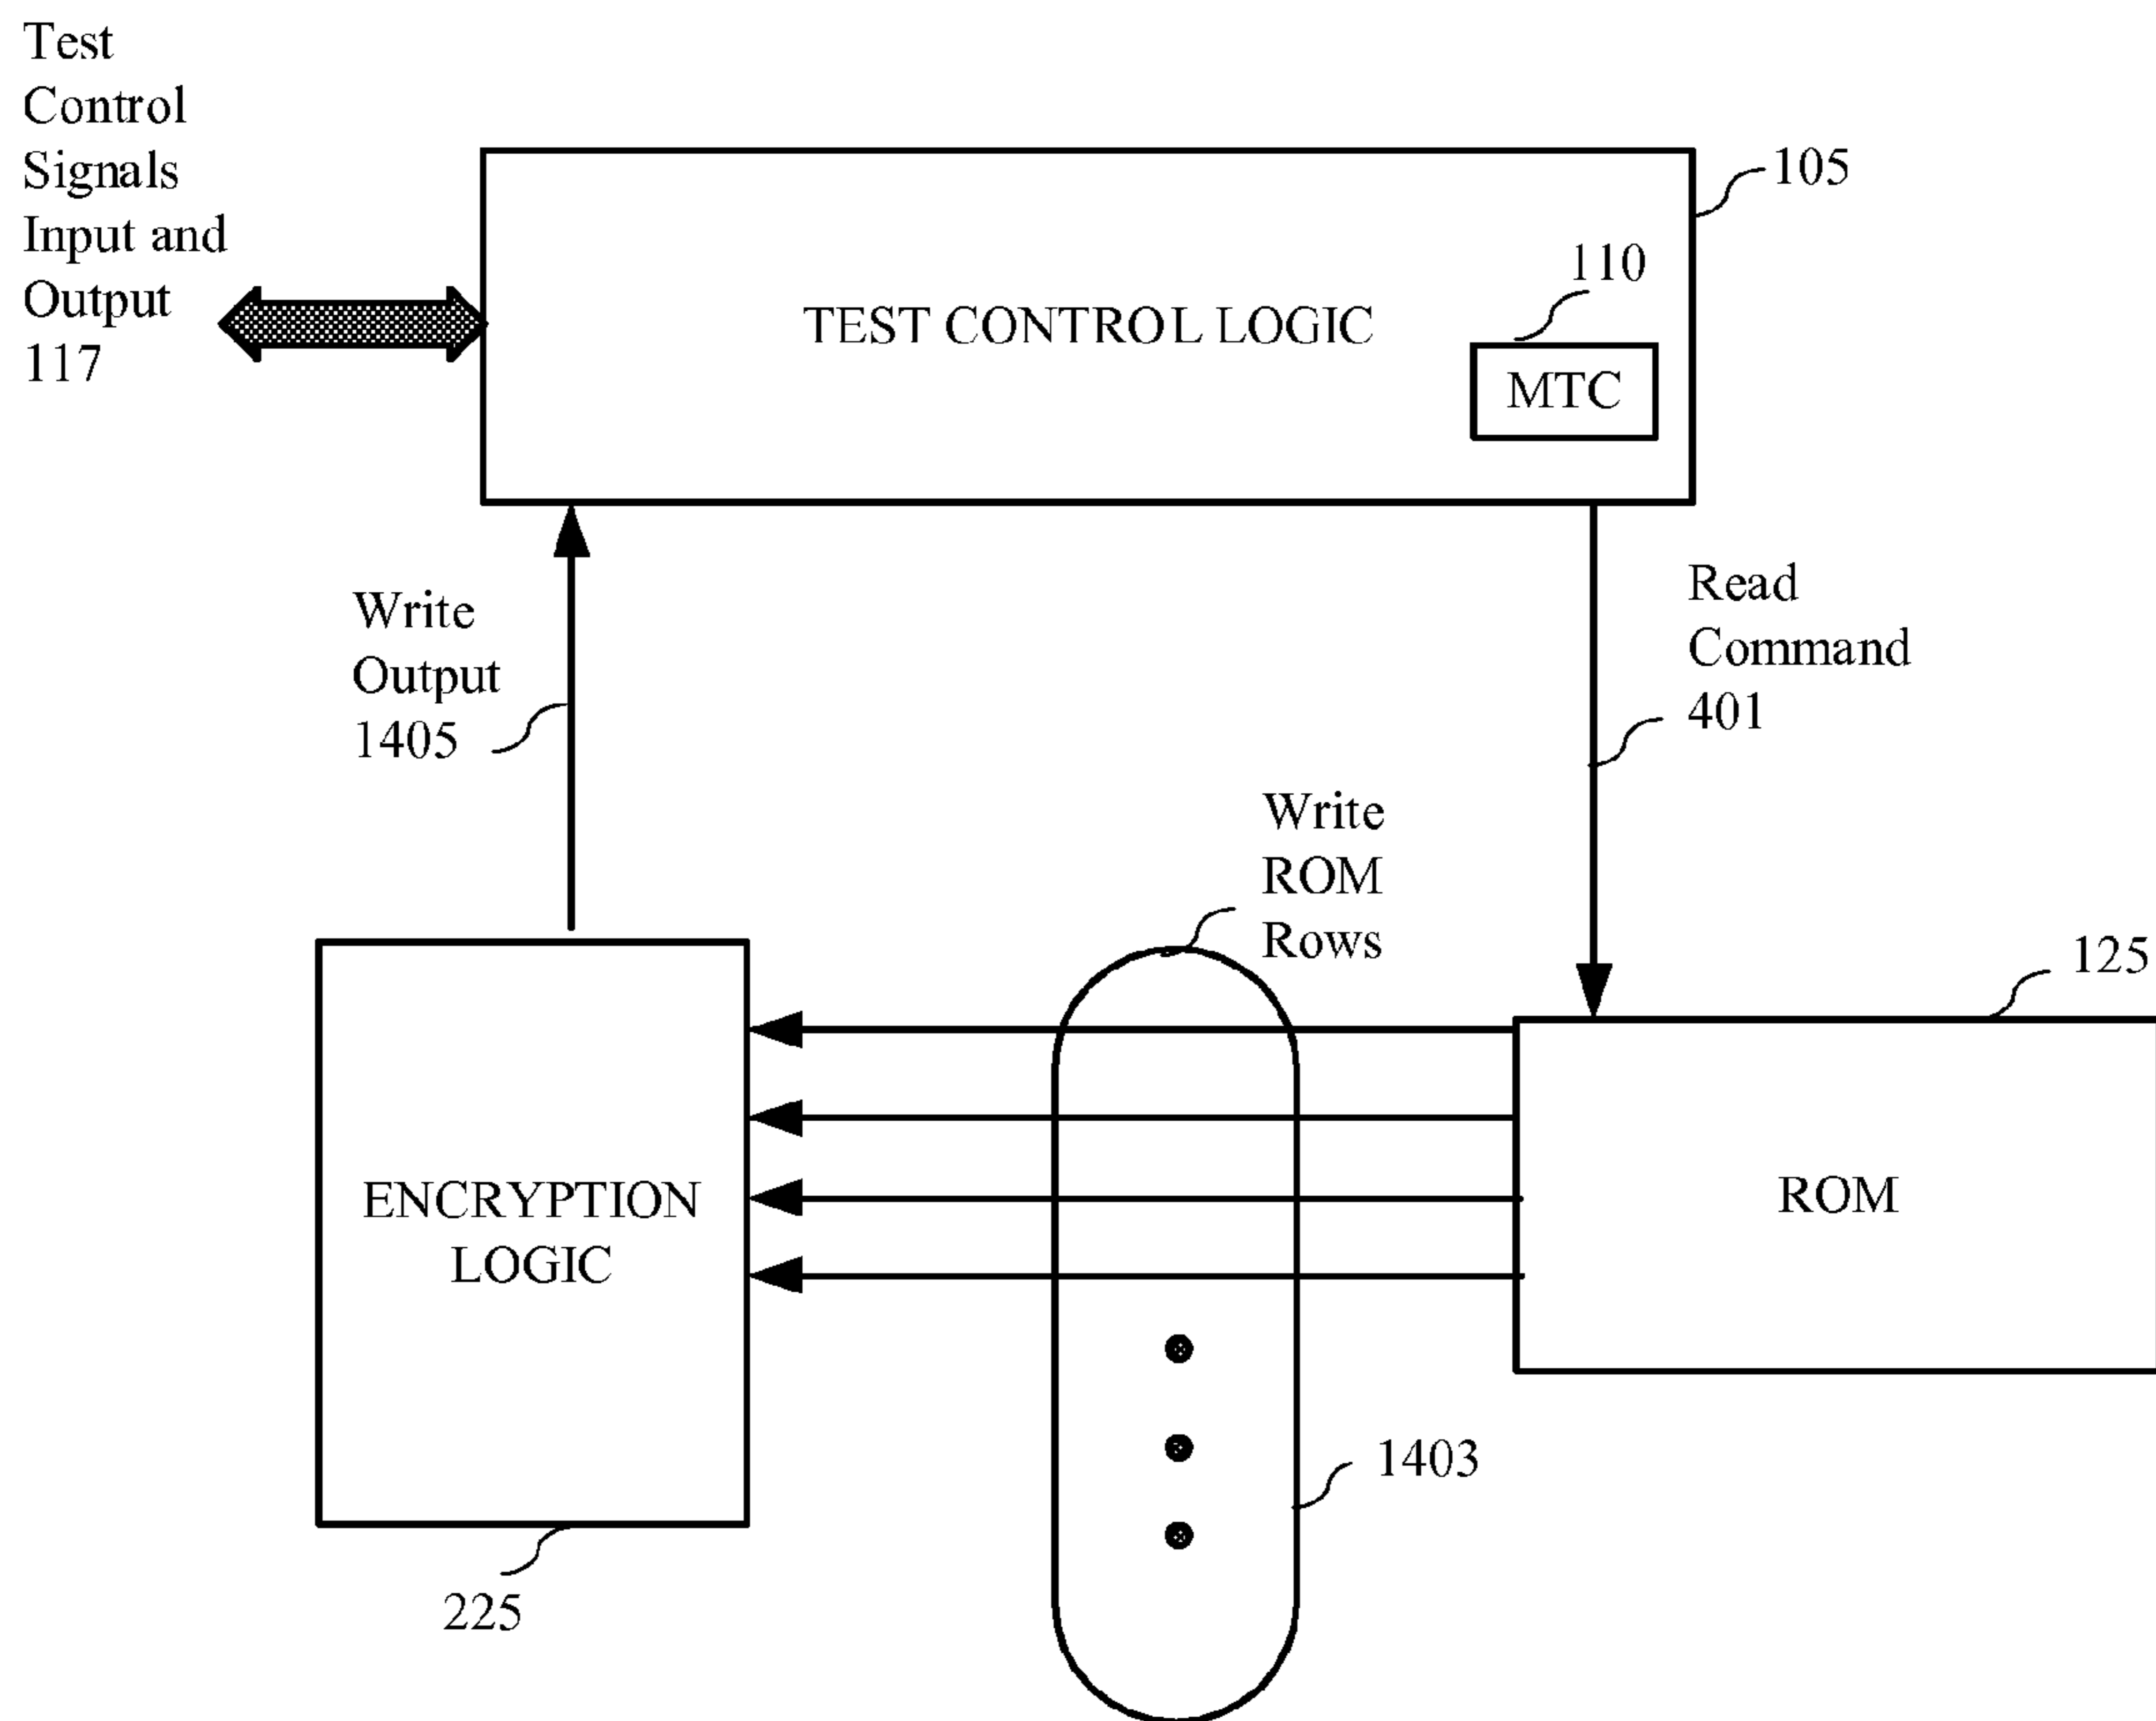 Test
Control
Signals
Input and
Output
117
105
110
TEST CONTROL LOGIC
MTC
Write
Output
1405
Read
Command
401
Write
ROM
Rows
125
ENCRYPTION
LOGIC
ROM
1403
225